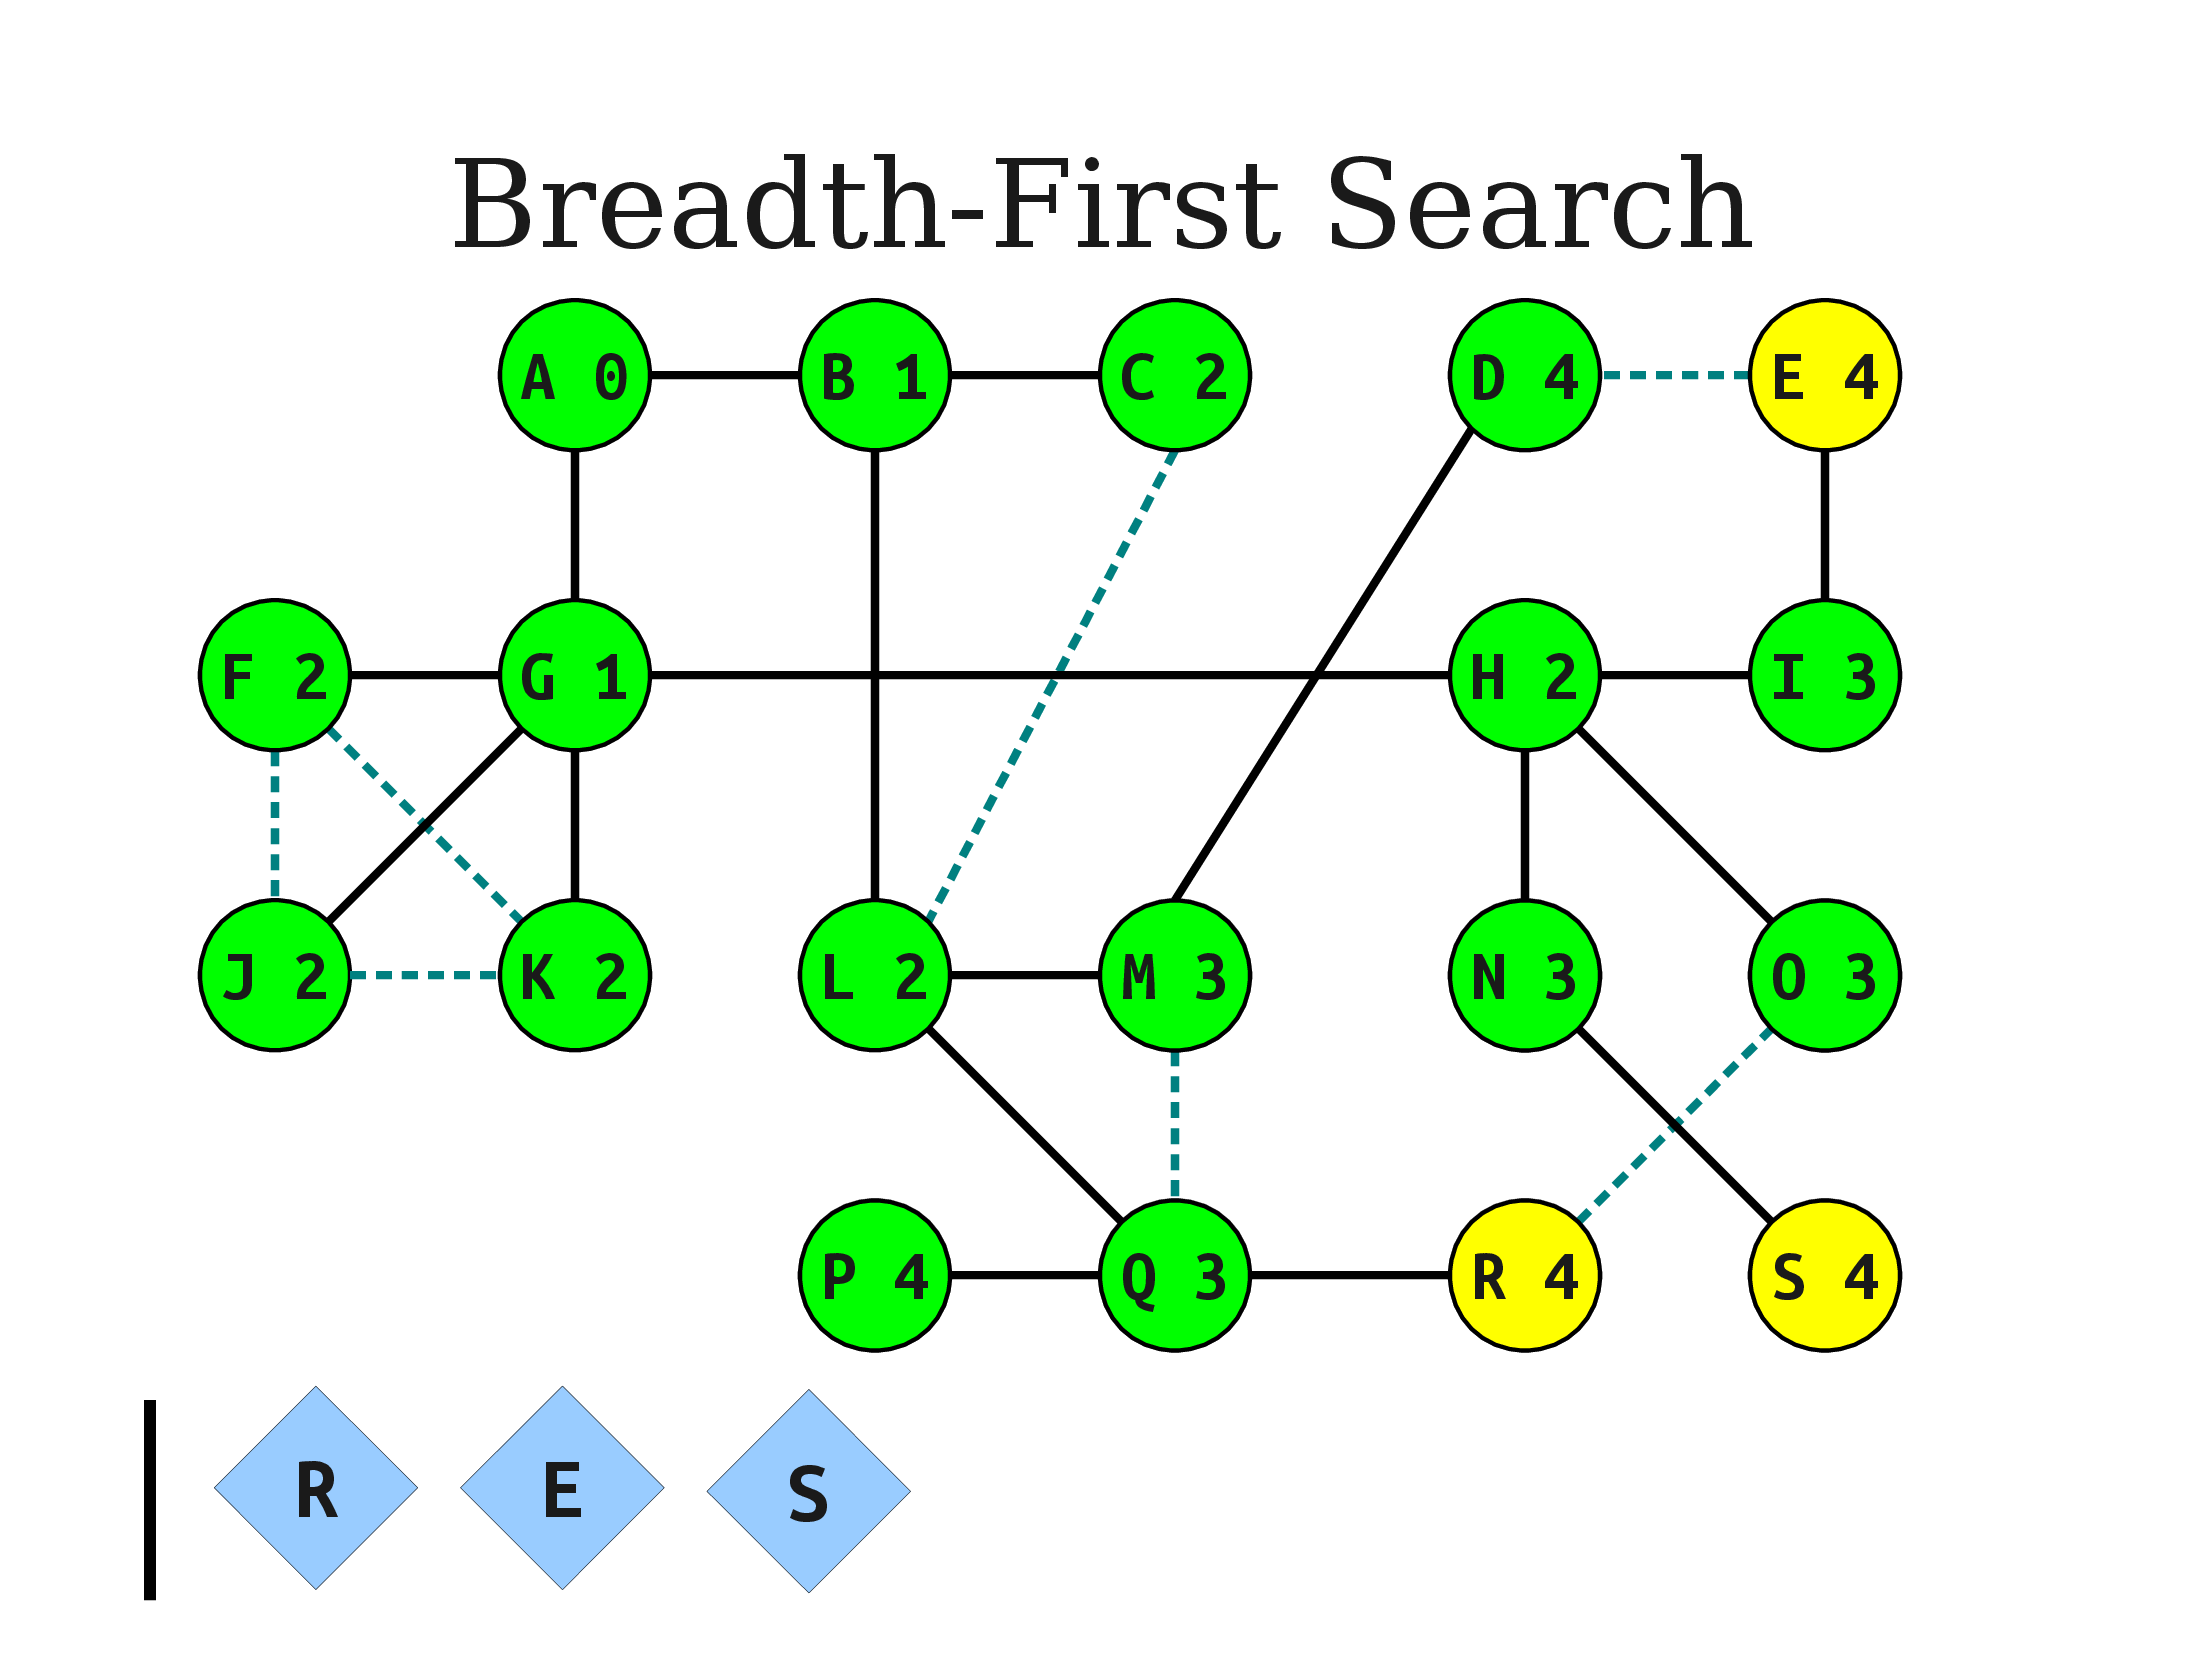 Breadth-First Search
A 0 B 1 C 2 D 4 E 4
F 2 G 1 H 2 I 3
J 2 K 2 L 2 M 3 N 3 O 3
P 4 Q 3 R 4 S 4
R E S